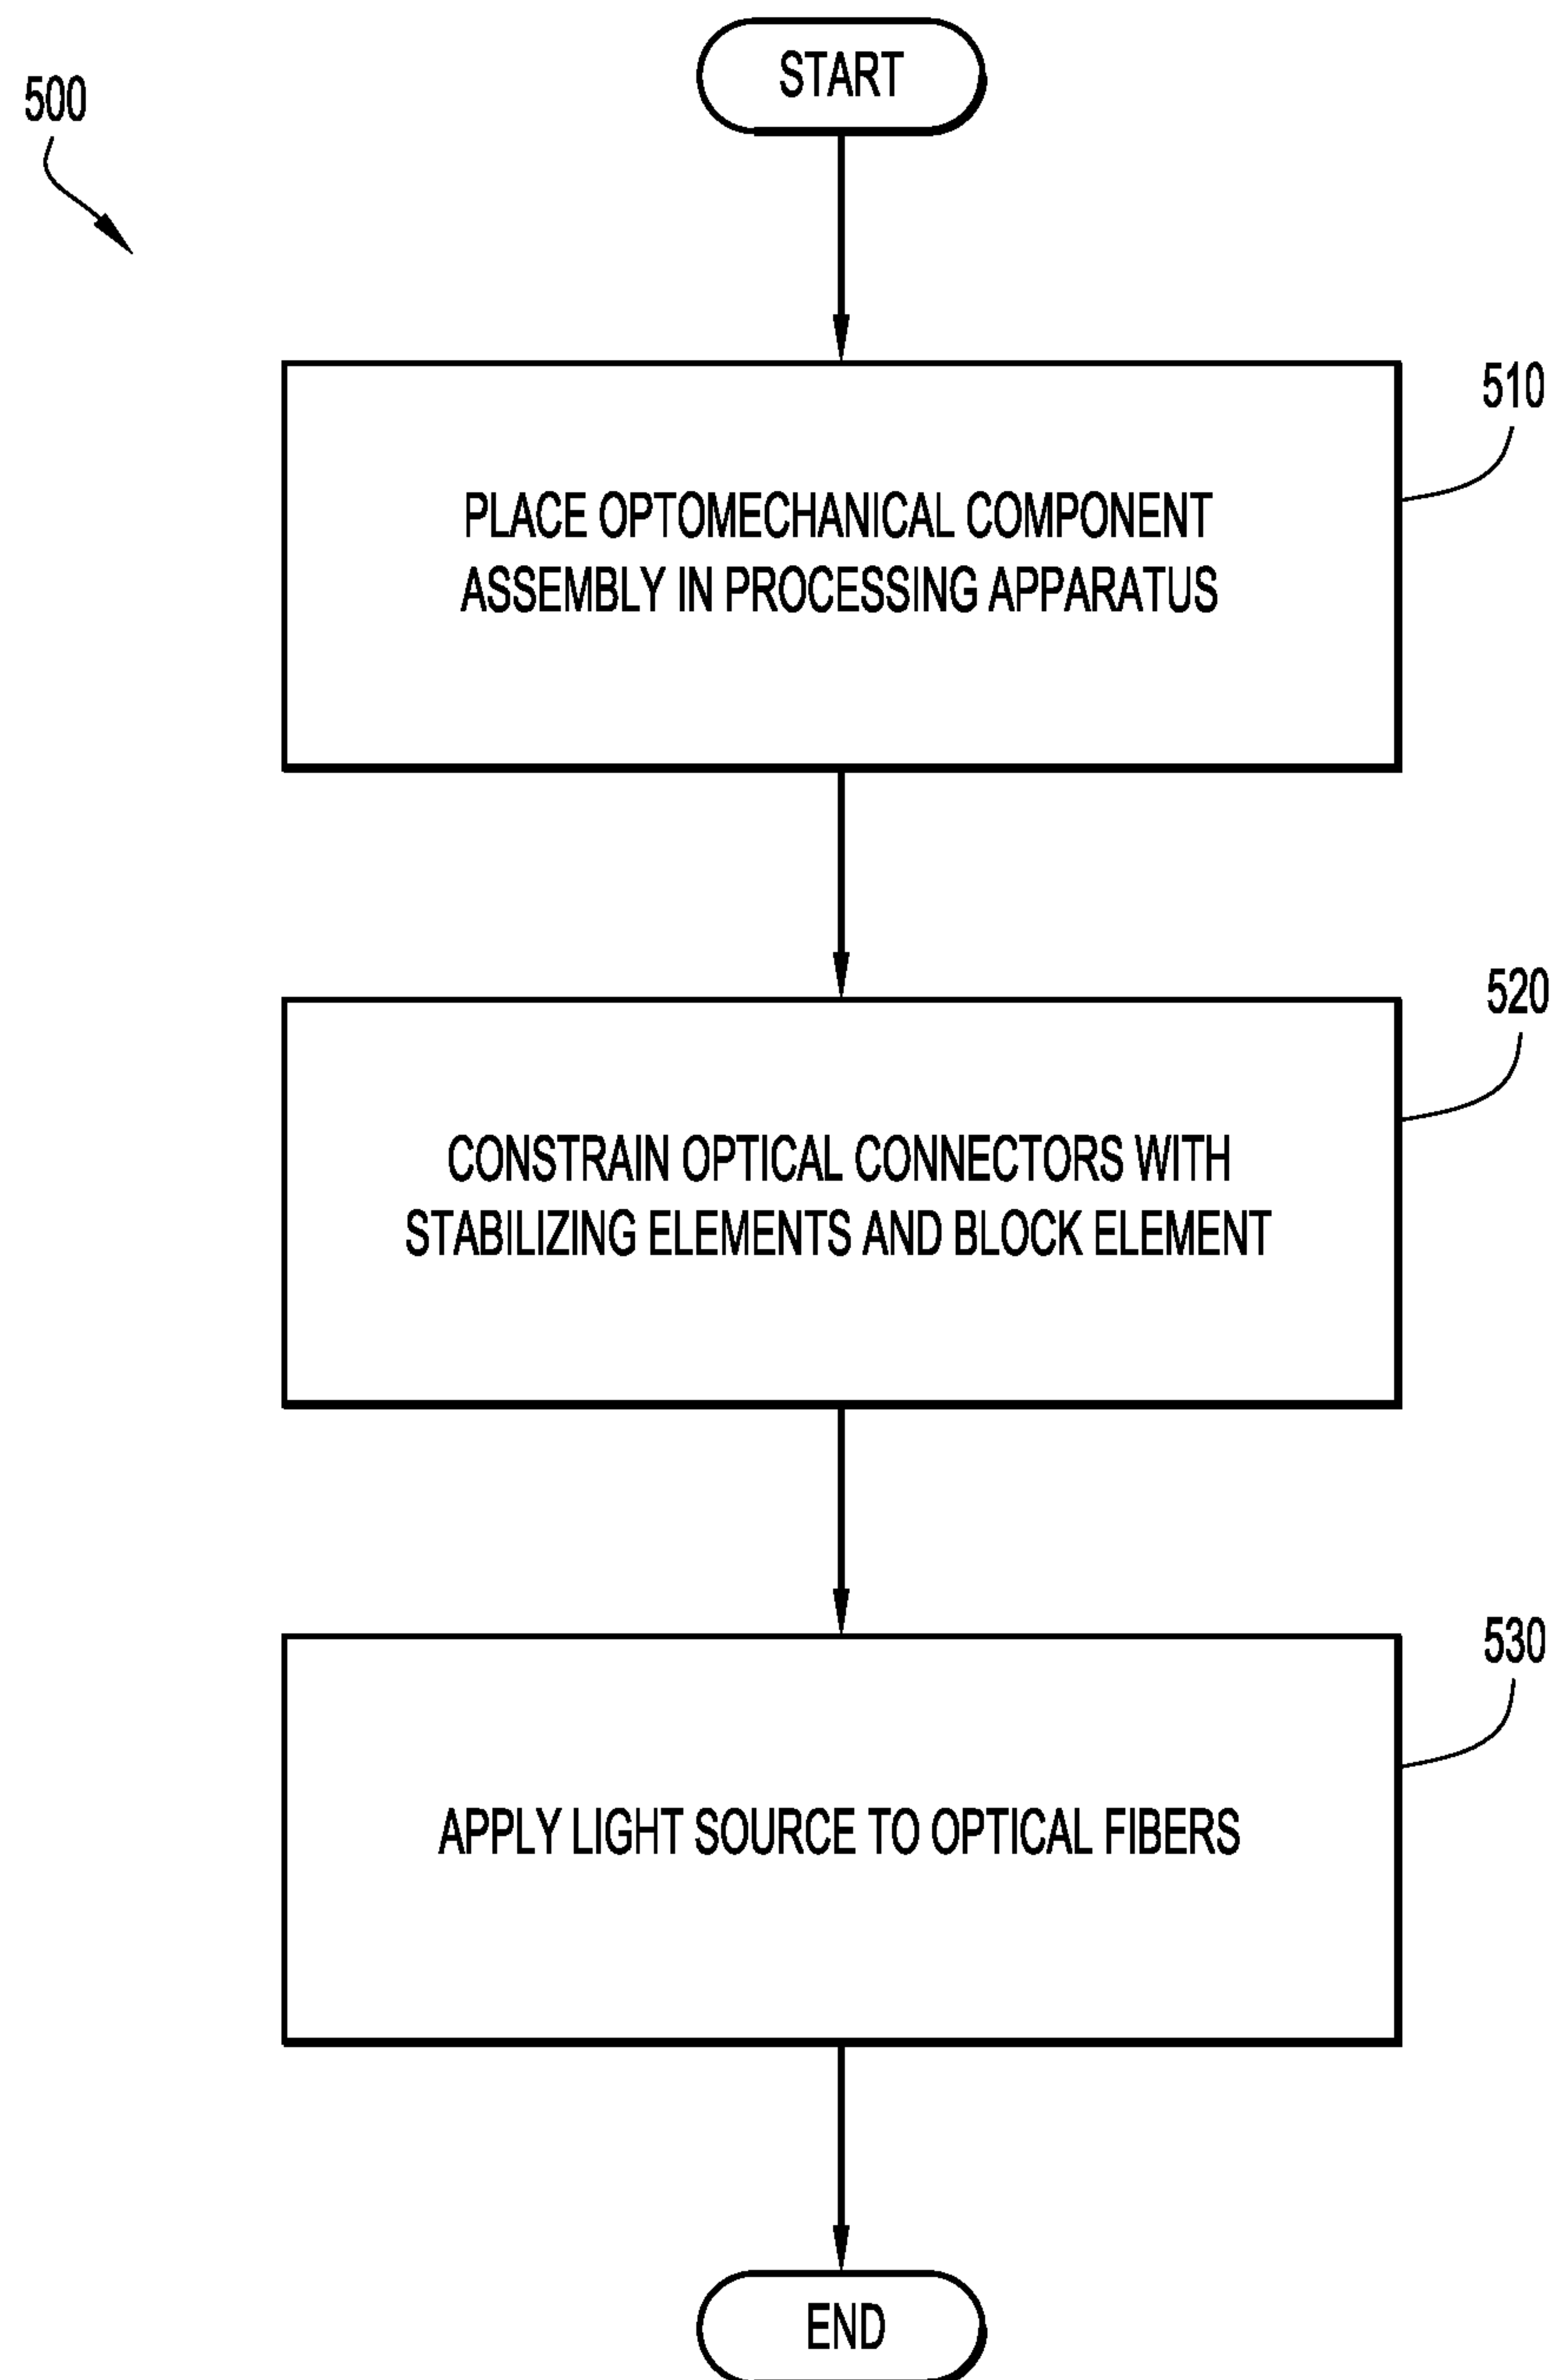 START
500
510
PLACE OPTOMECHANICAL COMPONENT
ASSEMBLY IN PROCESSING APPARATUS
520
CONSTRAIN OPTICAL CONNECTORS WITH
STABILIZING ELEMENTS AND BLOCK ELEMENT
530
APPLY LIGHT SOURCE TO OPTICAL FIBERS
END